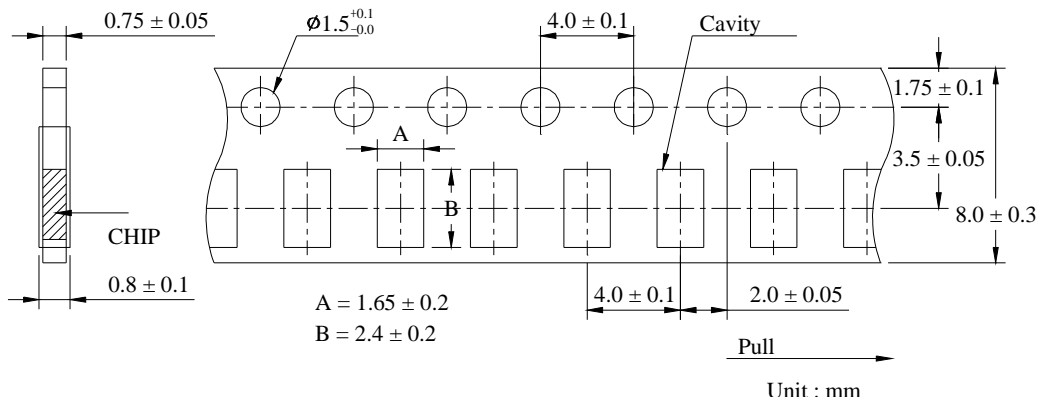 0.75 ± 0.05
ø1.5 +0.1 -0.0
4.0 ± 0.1
Cavity
1.75 ± 0.1
A
3.5 ± 0.05
B
8.0 ± 0.3
CHIP
0.8 ± 0.1
A = 1.65 ± 0.2
B = 2.4 ± 0.2
4.0 ± 0.1
2.0 ± 0.05
Pull
Unit : mm